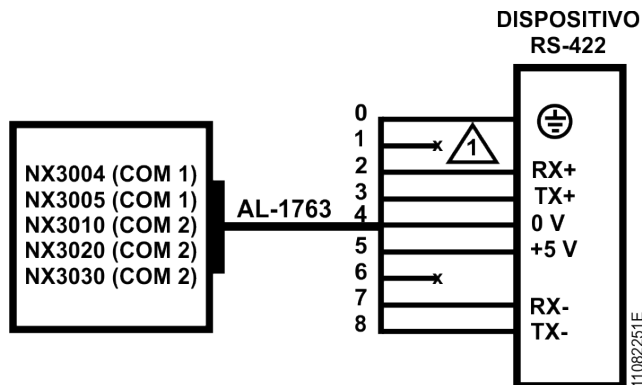 DISPOSITIVO
RS-422
NX3004 (COM 1)
NX3005 (COM 1)
NX3010 (COM 2)
NX3020 (COM 2)
NX3030 (COM 2)
AL-1763
0
1
x
1
2
RX+
3
TX+
4
0 V
5
+5 V
6
x
7
RX-
8
TX-
11082251E